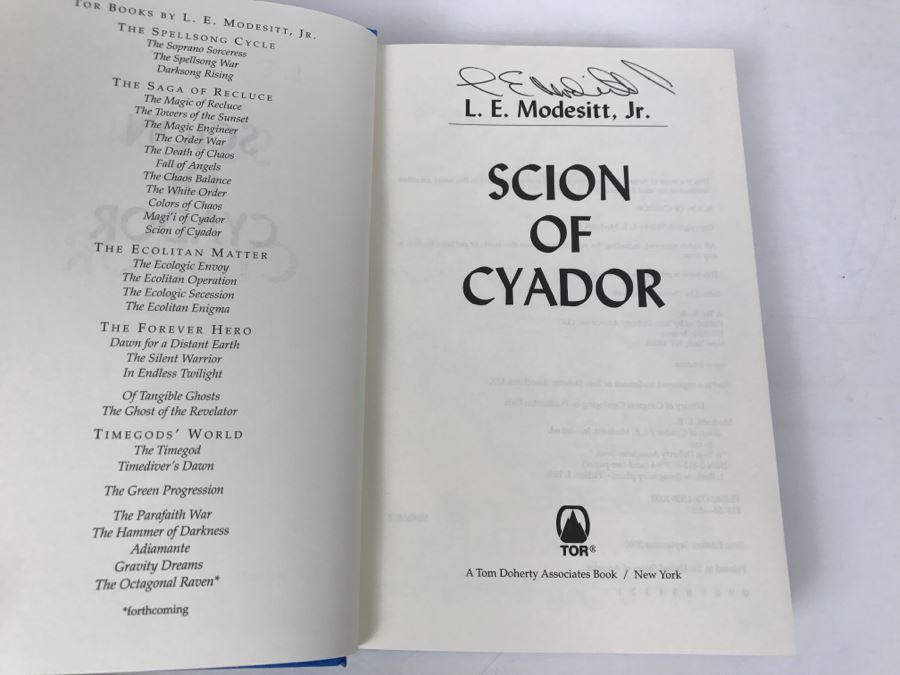 TOR BOOKS BY L. E. MODESITT, JR.
THE SPELLSONG CYCLE
The Soprano Sorceress
The Spellsong War
Darksong Rising
THE SAGA OF RECLUCE
The Magic of Recluce
The Towers of the Sunset
The Magic Engineer
The Order War
The Death of Chaos
Fall of Angels
The Chaos Balance
The White Order
Colors of Chaos
Magi'i of Cyador
Scion of Cyador
THE ECOLITAN MATTER
The Ecologic Envoy
The Ecolitan Operation
The Ecologic Secession
The Ecolitan Enigma
THE FOREVER HERO
Dawn for a Distant Earth
The Silent Warrior
In Endless Twilight
Of Tangible Ghosts
The Ghost of the Revelator
TIMEGODS' WORLD
The Timegod
Timediver's Dawn
The Green Progression
The Parafaith War
The Hammer of Darkness
Adiamante
Gravity Dreams
The Octagonal Raven*
*forthcoming
L E Modesitt Jr
L. E. Modesitt, Jr.
SCION
OF
CYADOR
TOR®
A Tom Doherty Associates Book / New York